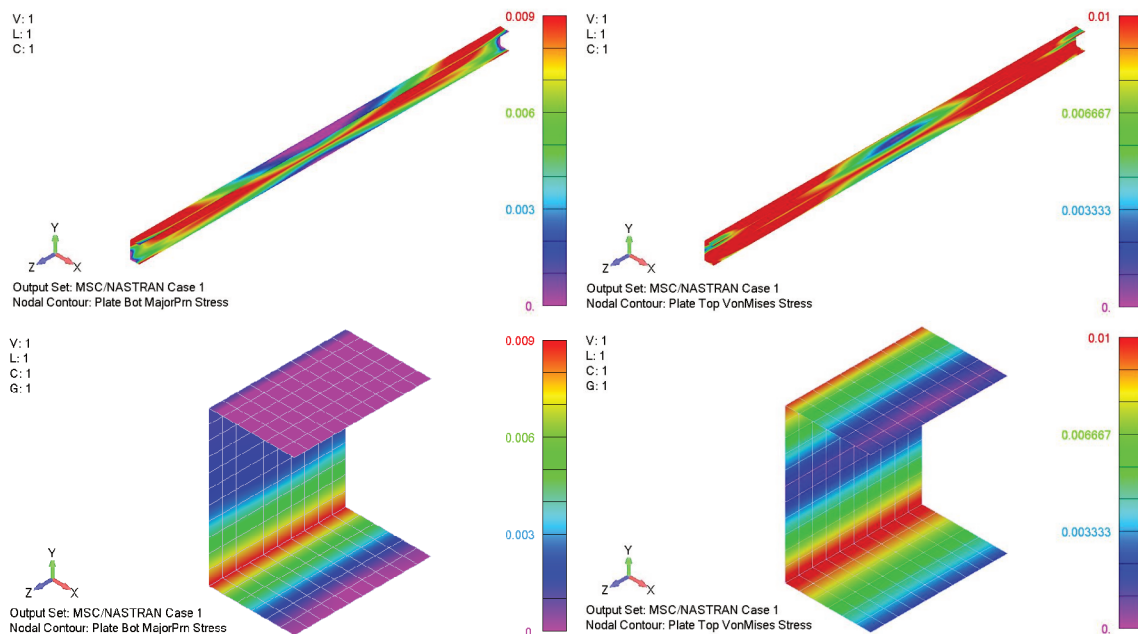 V: 1
L: 1
C: 1
0.009
0.006
0.003
0.
Y
Z
X
Output Set: MSC/NASTRAN Case 1
Nodal Contour: Plate Bot MajorPrn Stress
V: 1
L: 1
C: 1
0.01
0.006667
0.003333
0.
Y
Z
X
Output Set: MSC/NASTRAN Case 1
Nodal Contour: Plate Top VonMises Stress
V: 1
L: 1
C: 1
G: 1
0.009
0.006
0.003
0.
Y
Z
X
Output Set: MSC/NASTRAN Case 1
Nodal Contour: Plate Bot MajorPrn Stress
V: 1
L: 1
C: 1
G: 1
0.01
0.006667
0.003333
0.
Y
Z
X
Output Set: MSC/NASTRAN Case 1
Nodal Contour: Plate Top VonMises Stress